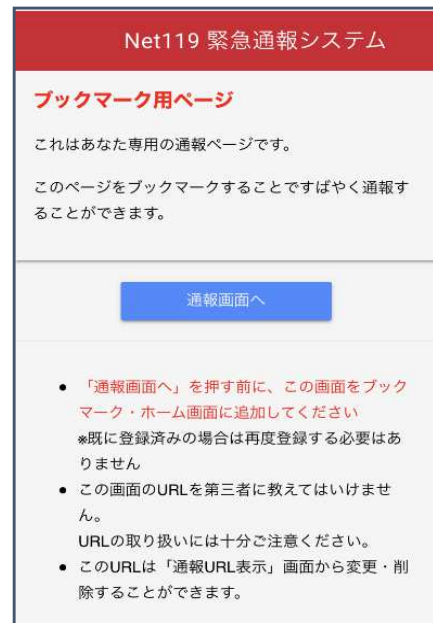 Net119 緊急通報システム
ブックマーク用ページ
これはあなた専用の通報ページです。
このページをブックマークすることですばやく通報す
ることができます。
通報画面へ
● 「通報画面へ」を押す前に、この画面をブック
マーク・ホーム画面に追加してください
※既に登録済みの場合は再度登録する必要はあ
りません
● この画面のURLを第三者に教えてはいけませ
ん。
URLの取り扱いには十分ご注意ください。
● このURLは「通報URL表示」画面から変更・削
除することができます。